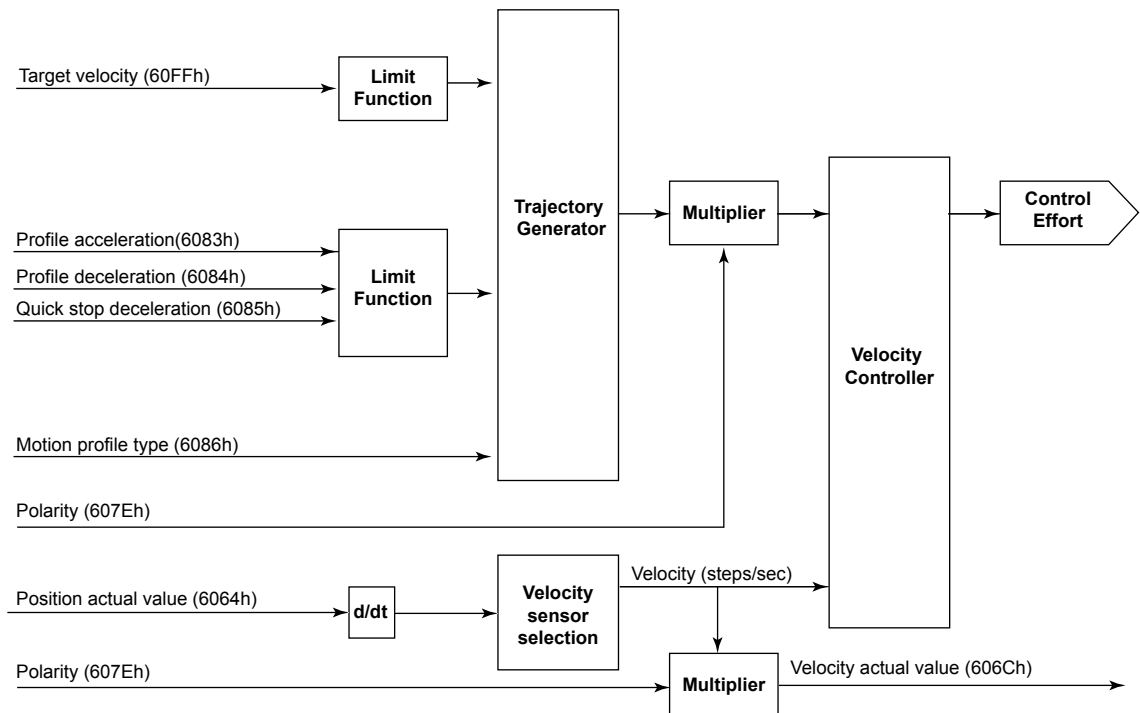 Target velocity (60FFh)
Limit
Function
Profile acceleration(6083h)
Profile deceleration (6084h)
Quick stop deceleration (6085h)
Limit
Function
Motion profile type (6086h)
Trajectory
Generator
Multiplier
Velocity
Controller
Control
Effort
Polarity (607Eh)
Position actual value (6064h)
d/dt
Velocity
sensor
selection
Velocity (steps/sec)
Polarity (607Eh)
Multiplier
Velocity actual value (606Ch)